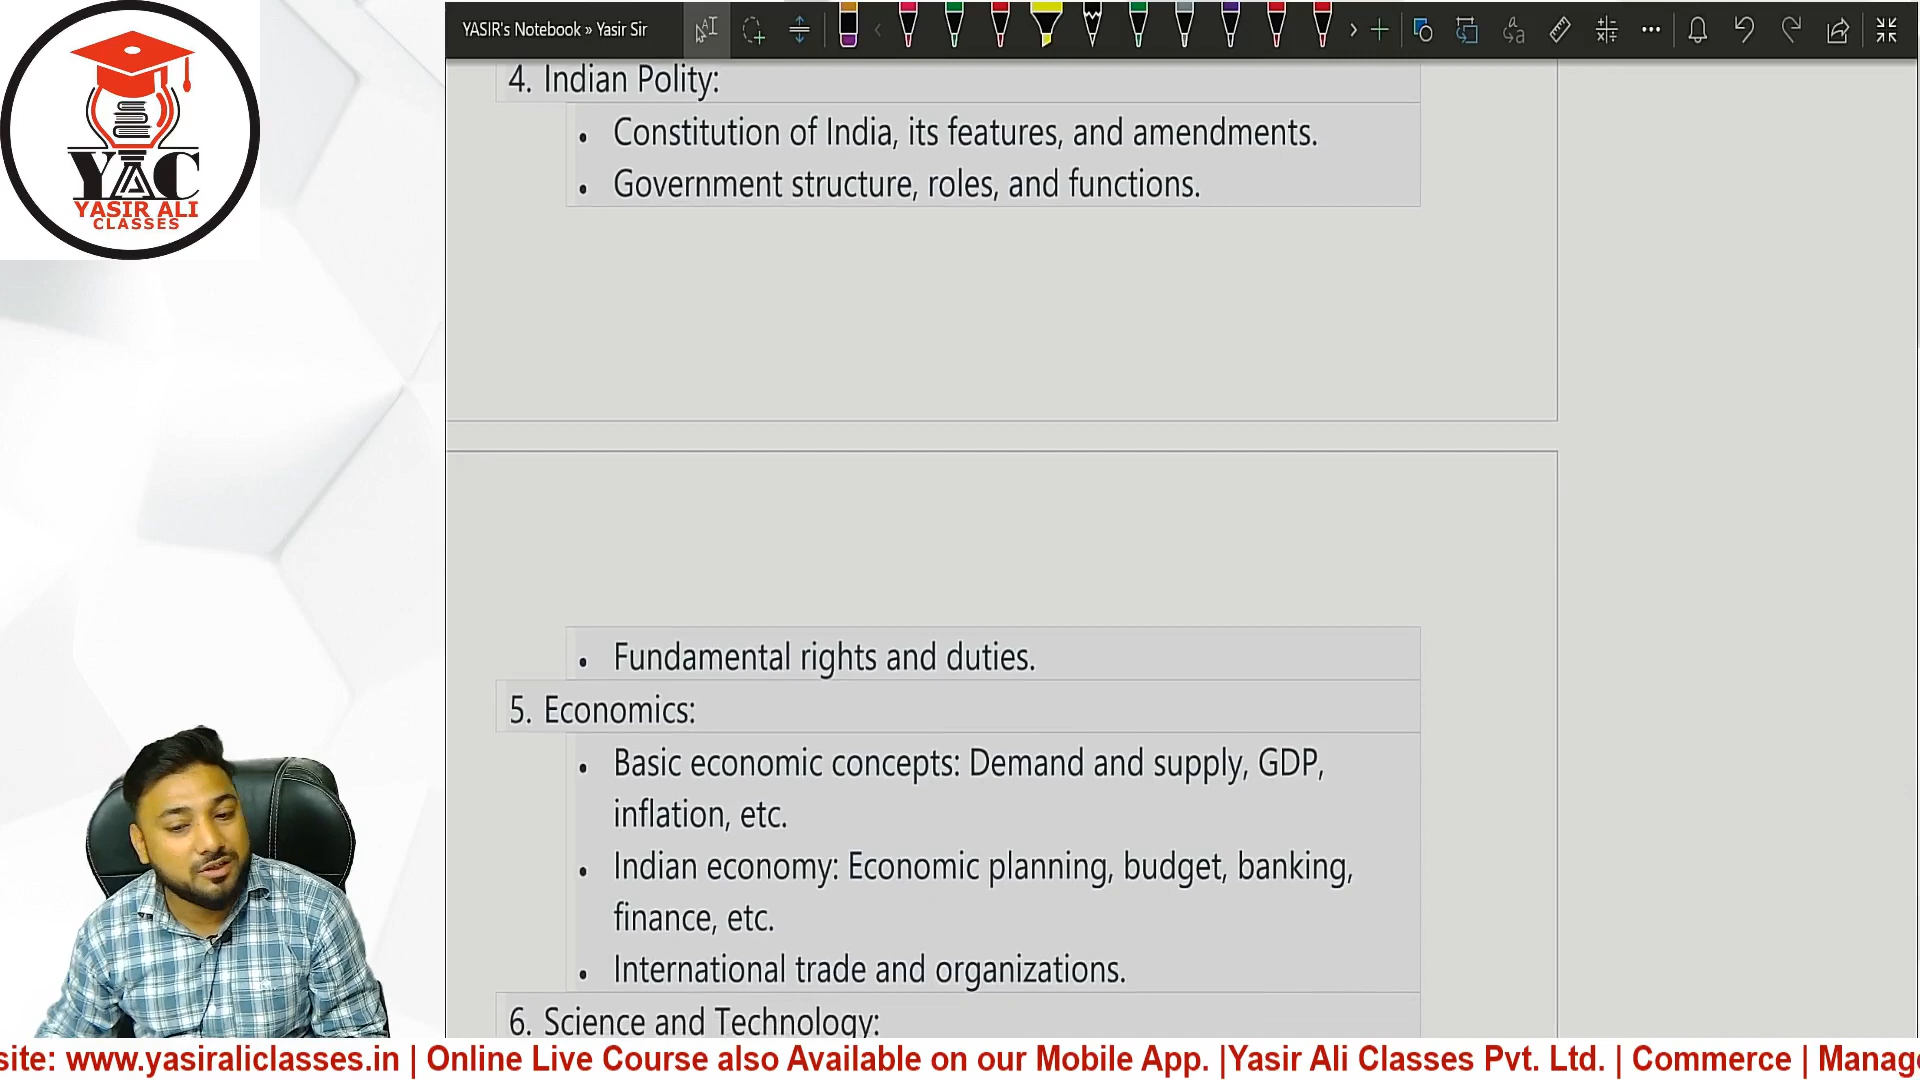 YASIR's Notebook » Yasir Sir
YAC
YASIR ALI
CLASSES
4. Indian Polity:
• Constitution of India, its features, and amendments.
• Government structure, roles, and functions.
• Fundamental rights and duties.
5. Economics:
• Basic economic concepts: Demand and supply, GDP,
inflation, etc.
• Indian economy: Economic planning, budget, banking,
finance, etc.
• International trade and organizations.
6. Science and Technology:
site: www.yasiraliclasses.in | Online Live Course also Available on our Mobile App. |Yasir Ali Classes Pvt. Ltd. | Commerce | Manage